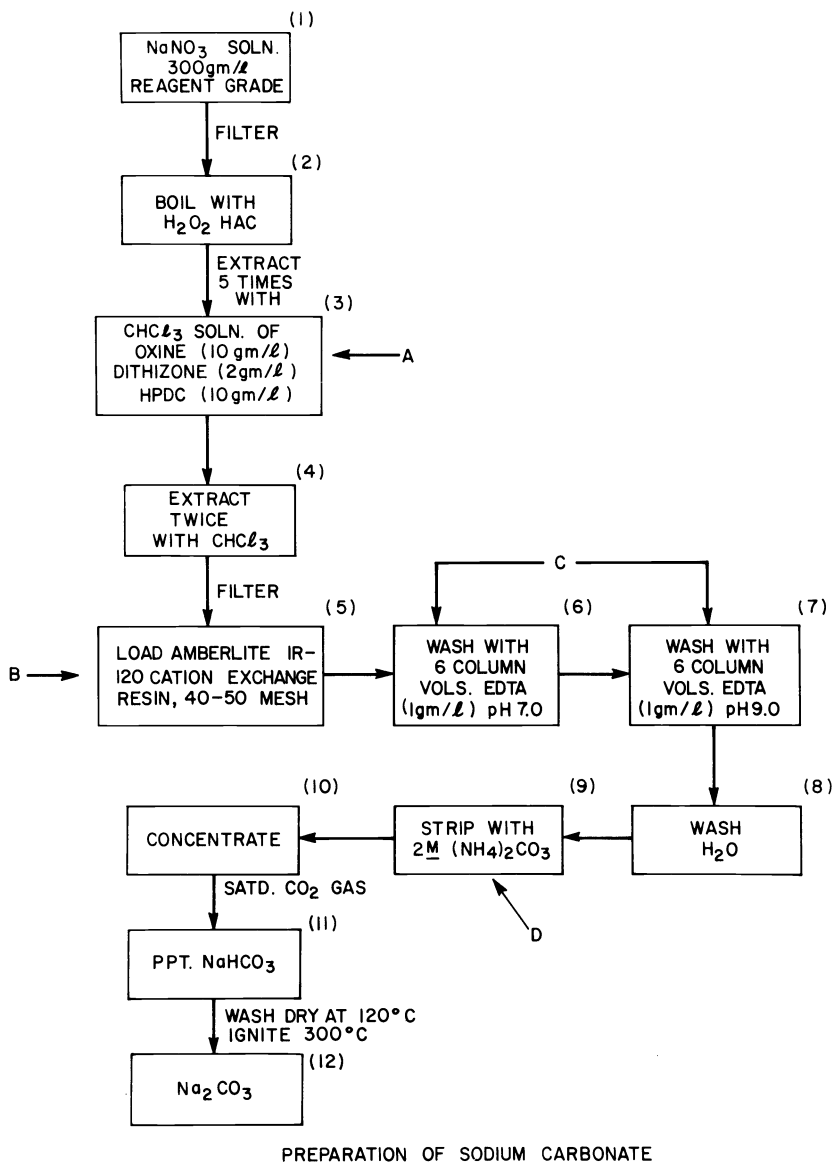 (1)
NaNO3 SOLN.
300gm/ℓ
REAGENT GRADE
FILTER
(2)
BOIL WITH
H2O2 HAC
EXTRACT
5 TIMES
WITH
(3)
CHCℓ3 SOLN. OF
OXINE (10 gm/ℓ)
DITHIZONE (2gm/ℓ)
HPDC (10gm/ℓ)
A
(4)
EXTRACT
TWICE
WITH CHCℓ3
FILTER
B
(5)
LOAD AMBERLITE IR-
120 CATION EXCHANGE
RESIN, 40-50 MESH
C
(6)
WASH WITH
6 COLUMN
VOLS. EDTA
(1gm/ℓ) pH 7.0
(7)
WASH WITH
6 COLUMN
VOLS. EDTA
(1gm/ℓ) pH9.0
(8)
WASH
H2O
(9)
STRIP WITH
2M (NH4)2CO3
D
(10)
CONCENTRATE
SATD. CO2 GAS
(11)
PPT. NaHCO3
WASH DRY AT 120°C
IGNITE 300°C
(12)
Na2CO3
PREPARATION OF SODIUM CARBONATE